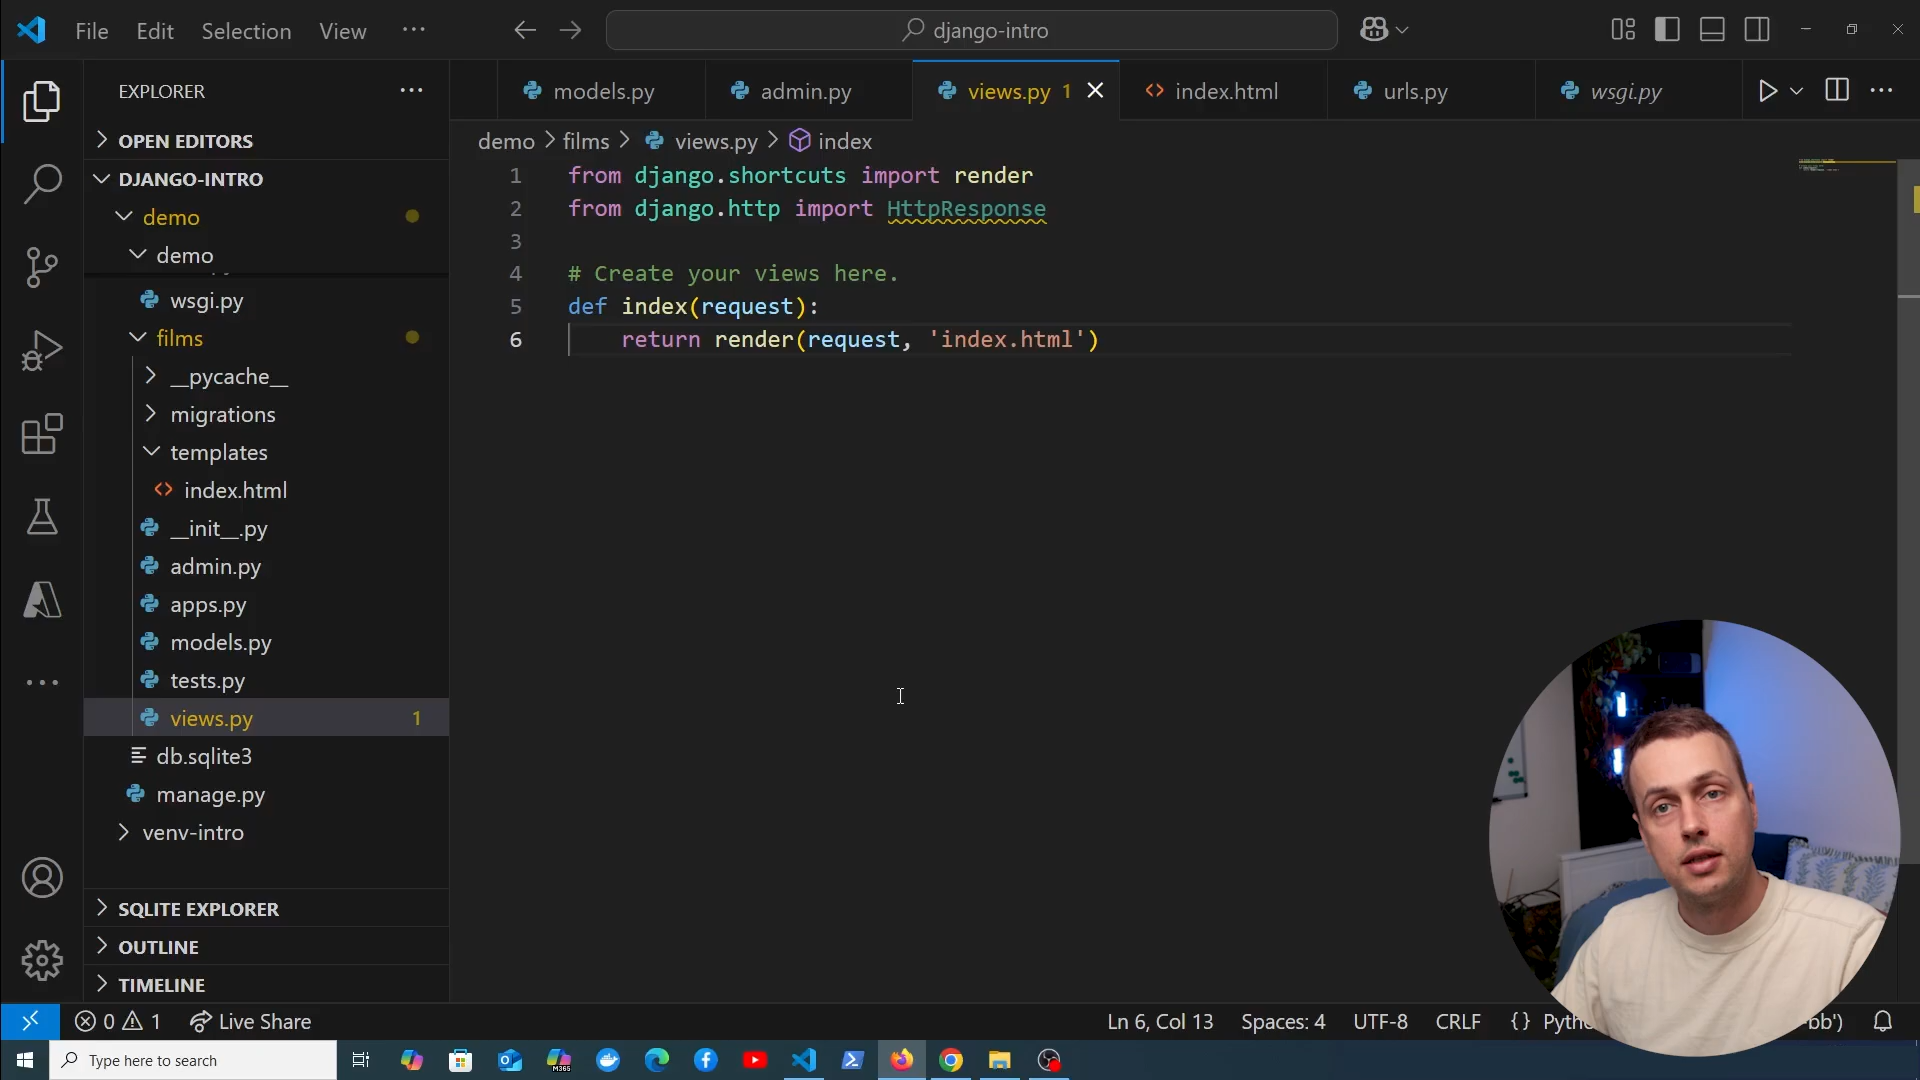 File Edit Selection View ···
django-intro
EXPLORER
OPEN EDITORS
DJANGO-INTRO
demo
demo
wsgi.py
films
__pycache__
migrations
templates
index.html
__init__.py
admin.py
apps.py
models.py
tests.py
views.py 1
db.sqlite3
manage.py
venv-intro
SQLITE EXPLORER
OUTLINE
TIMELINE
models.py admin.py views.py 1 index.html urls.py wsgi.py
demo > films > views.py > index
1 from django.shortcuts import render
2 from django.http import HttpResponse
3
4 # Create your views here.
5 def index(request):
6 return render(request, 'index.html')
0 1 Live Share
Ln 6, Col 13 Spaces: 4 UTF-8 CRLF {}
Type here to search
M365